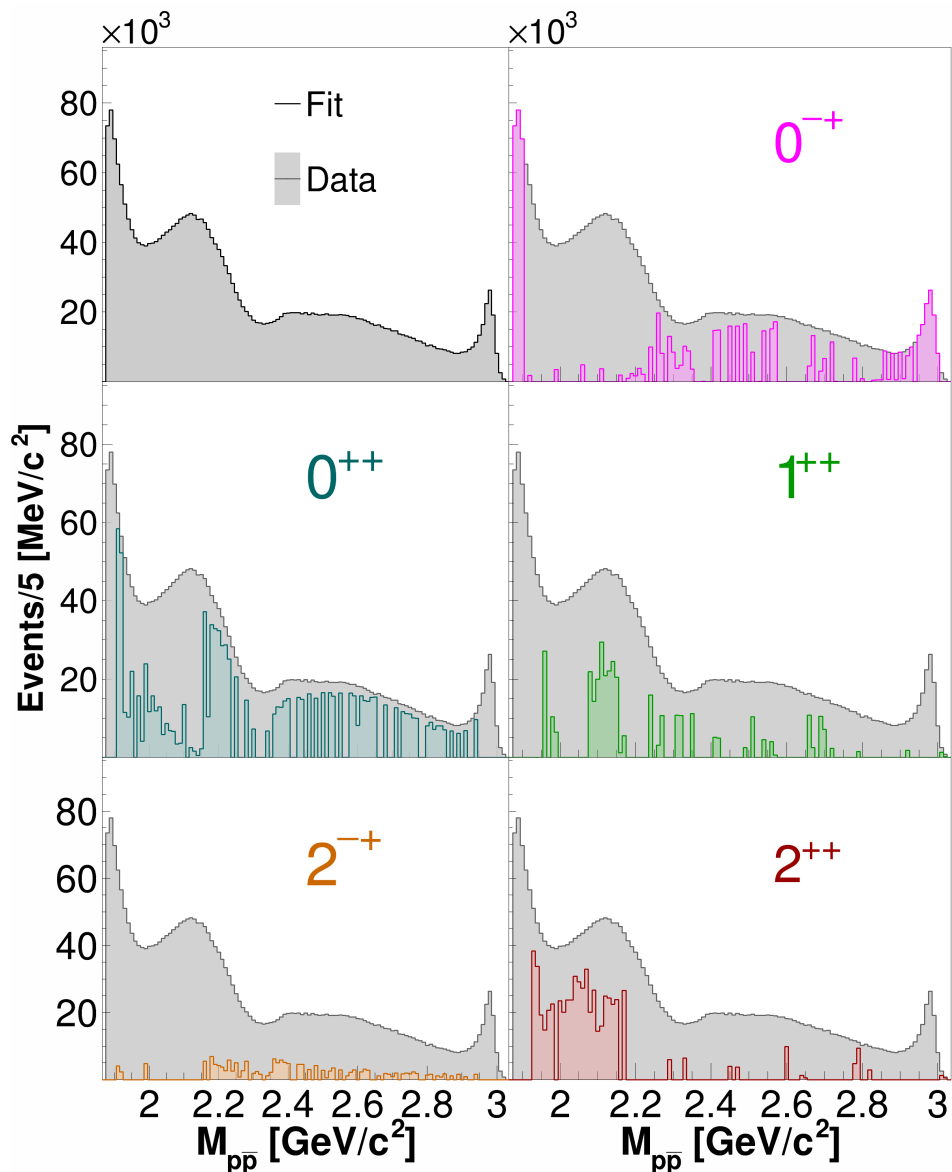 ×10³ ×10³
80
60
40
20
Fit
Data
0⁻⁺
Events/5 [MeV/c²]
80
60
40
20
0⁺⁺
1⁺⁺
80
60
40
20
2⁻⁺
2⁺⁺
2 2.2 2.4 2.6 2.8 3
2 2.2 2.4 2.6 2.8 3
M_pp̅ [GeV/c²]
M_pp̅ [GeV/c²]